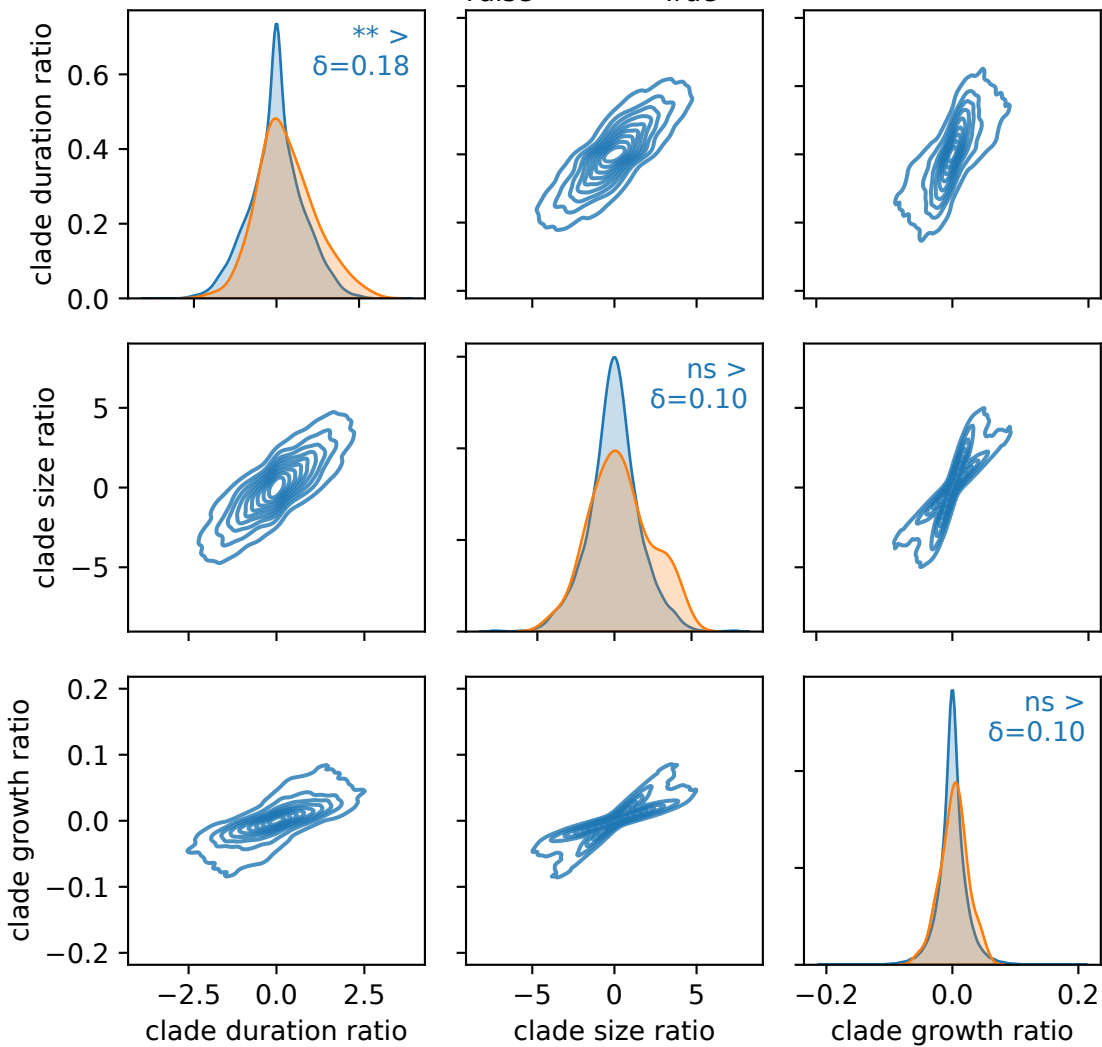 ** >
δ=0.18
clade duration ratio
0.6
0.4
0.2
0.0
ns >
δ=0.10
clade size ratio
5
0
−5
ns >
δ=0.10
clade growth ratio
0.2
0.1
0.0
−0.1
−0.2
−2.5 0.0 2.5
−5 0 5
−0.2 0.0 0.2
clade duration ratio
clade size ratio
clade growth ratio